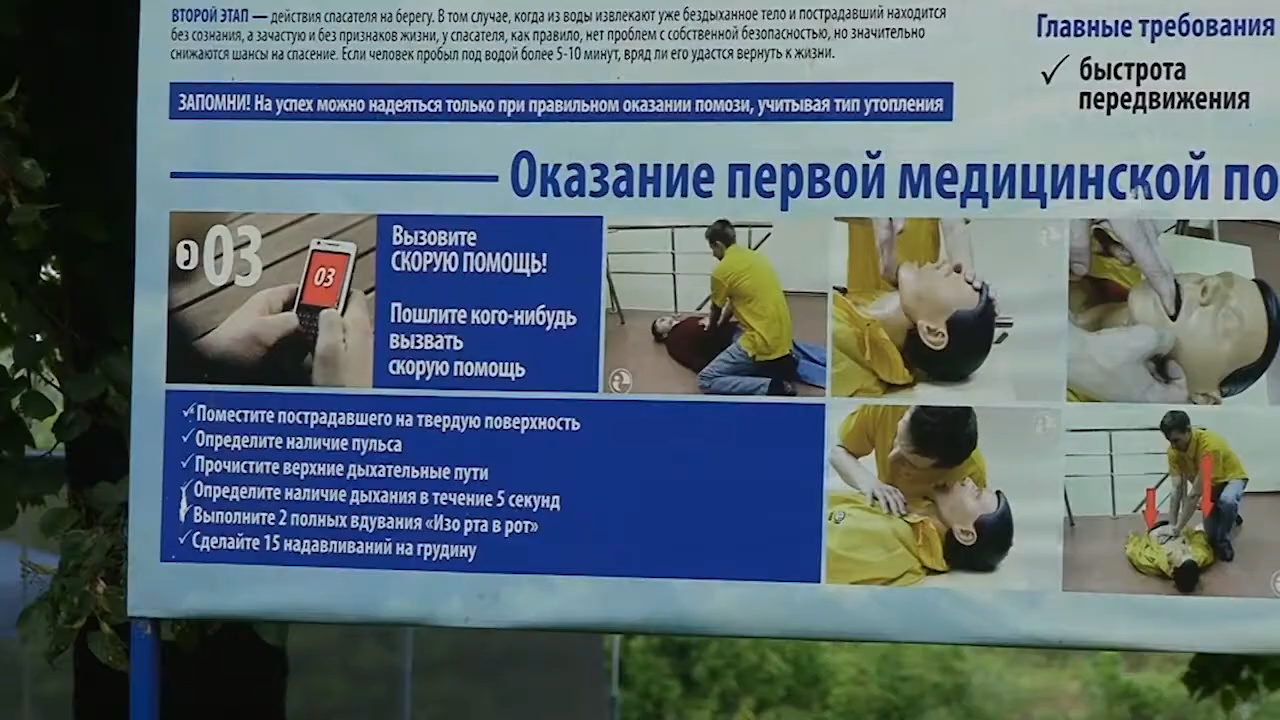 ВТОРОЙ ЭТАП — действия спасателя на берегу. В том случае, когда из воды извлекают уже бездыханное тело и пострадавший находится
без сознания, а зачастую и без признаков жизни, у спасателя, как правило, нет проблем с собственной безопасностью, но значительно
снижаются шансы на спасение. Если человек пробыл под водой более 5-10 минут, вряд ли его удастся вернуть к жизни.
ЗАПОМНИ! На успех можно надеяться только при правильном оказании помози, учитывая тип утопления
Главные требования
✓ быстрота
передвижения
Оказание первой медицинской по
03
03
Вызовите
СКОРУЮ ПОМОЩЬ!
Пошлите кого-нибудь
вызвать
скорую помощь
✓Поместите пострадавшего на твердую поверхность
✓Определите наличие пульса
✓Прочистите верхние дыхательные пути
✓Определите наличие дыхания в течение 5 секунд
✓Выполните 2 полных вдувания «Изо рта в рот»
✓Сделайте 15 надавливаний на грудину